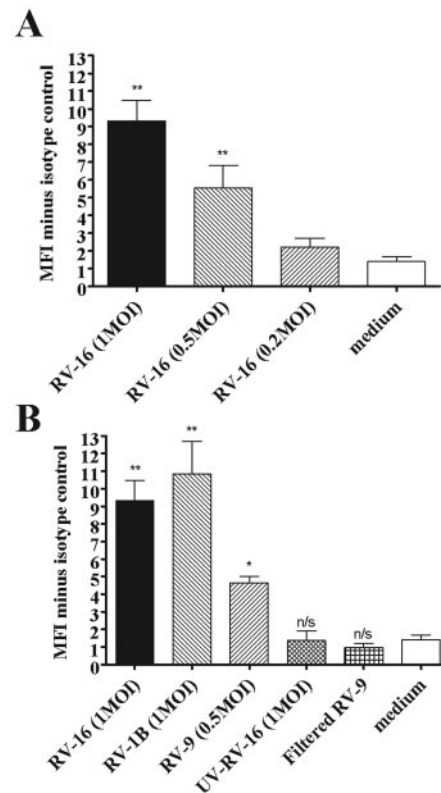 A
MFI minus isotype control
13
12
11
10
9
8
7
6
5
4
3
2
1
0
**
**
RV-16 (1MOI)
RV-16 (0.5MOI)
RV-16 (0.2MOI)
medium
B
MFI minus isotype control
13
12
11
10
9
8
7
6
5
4
3
2
1
0
**
**
*
n/s
n/s
RV-16 (1MOI)
RV-1B (1MOI)
RV-9 (0.5MOI)
UV-RV-16 (1MOI)
Filtered RV-9
medium